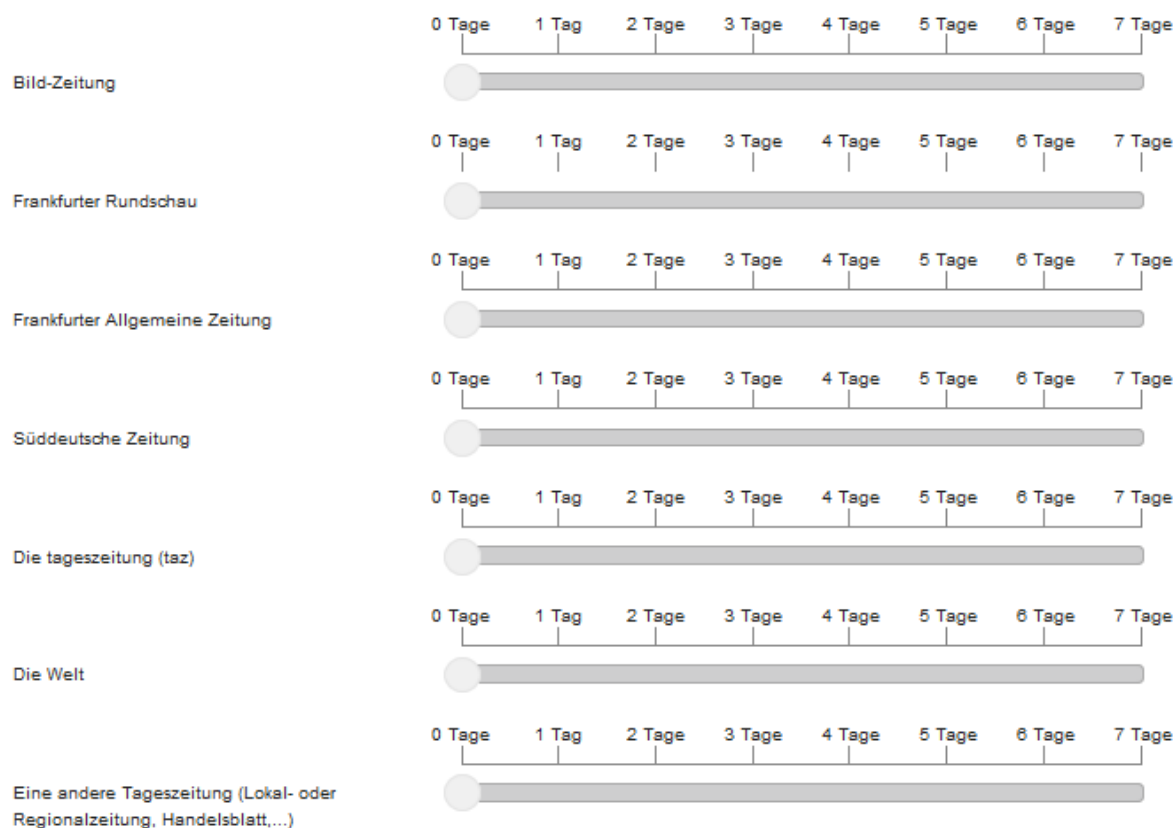 0 Tage 1 Tag 2 Tage 3 Tage 4 Tage 5 Tage 6 Tage 7 Tage
Bild-Zeitung
0 Tage 1 Tag 2 Tage 3 Tage 4 Tage 5 Tage 6 Tage 7 Tage
Frankfurter Rundschau
0 Tage 1 Tag 2 Tage 3 Tage 4 Tage 5 Tage 6 Tage 7 Tage
Frankfurter Allgemeine Zeitung
0 Tage 1 Tag 2 Tage 3 Tage 4 Tage 5 Tage 6 Tage 7 Tage
Süddeutsche Zeitung
0 Tage 1 Tag 2 Tage 3 Tage 4 Tage 5 Tage 6 Tage 7 Tage
Die tageszeitung (taz)
0 Tage 1 Tag 2 Tage 3 Tage 4 Tage 5 Tage 6 Tage 7 Tage
Die Welt
0 Tage 1 Tag 2 Tage 3 Tage 4 Tage 5 Tage 6 Tage 7 Tage
Eine andere Tageszeitung (Lokal- oder
Regionalzeitung, Handelsblatt,...)